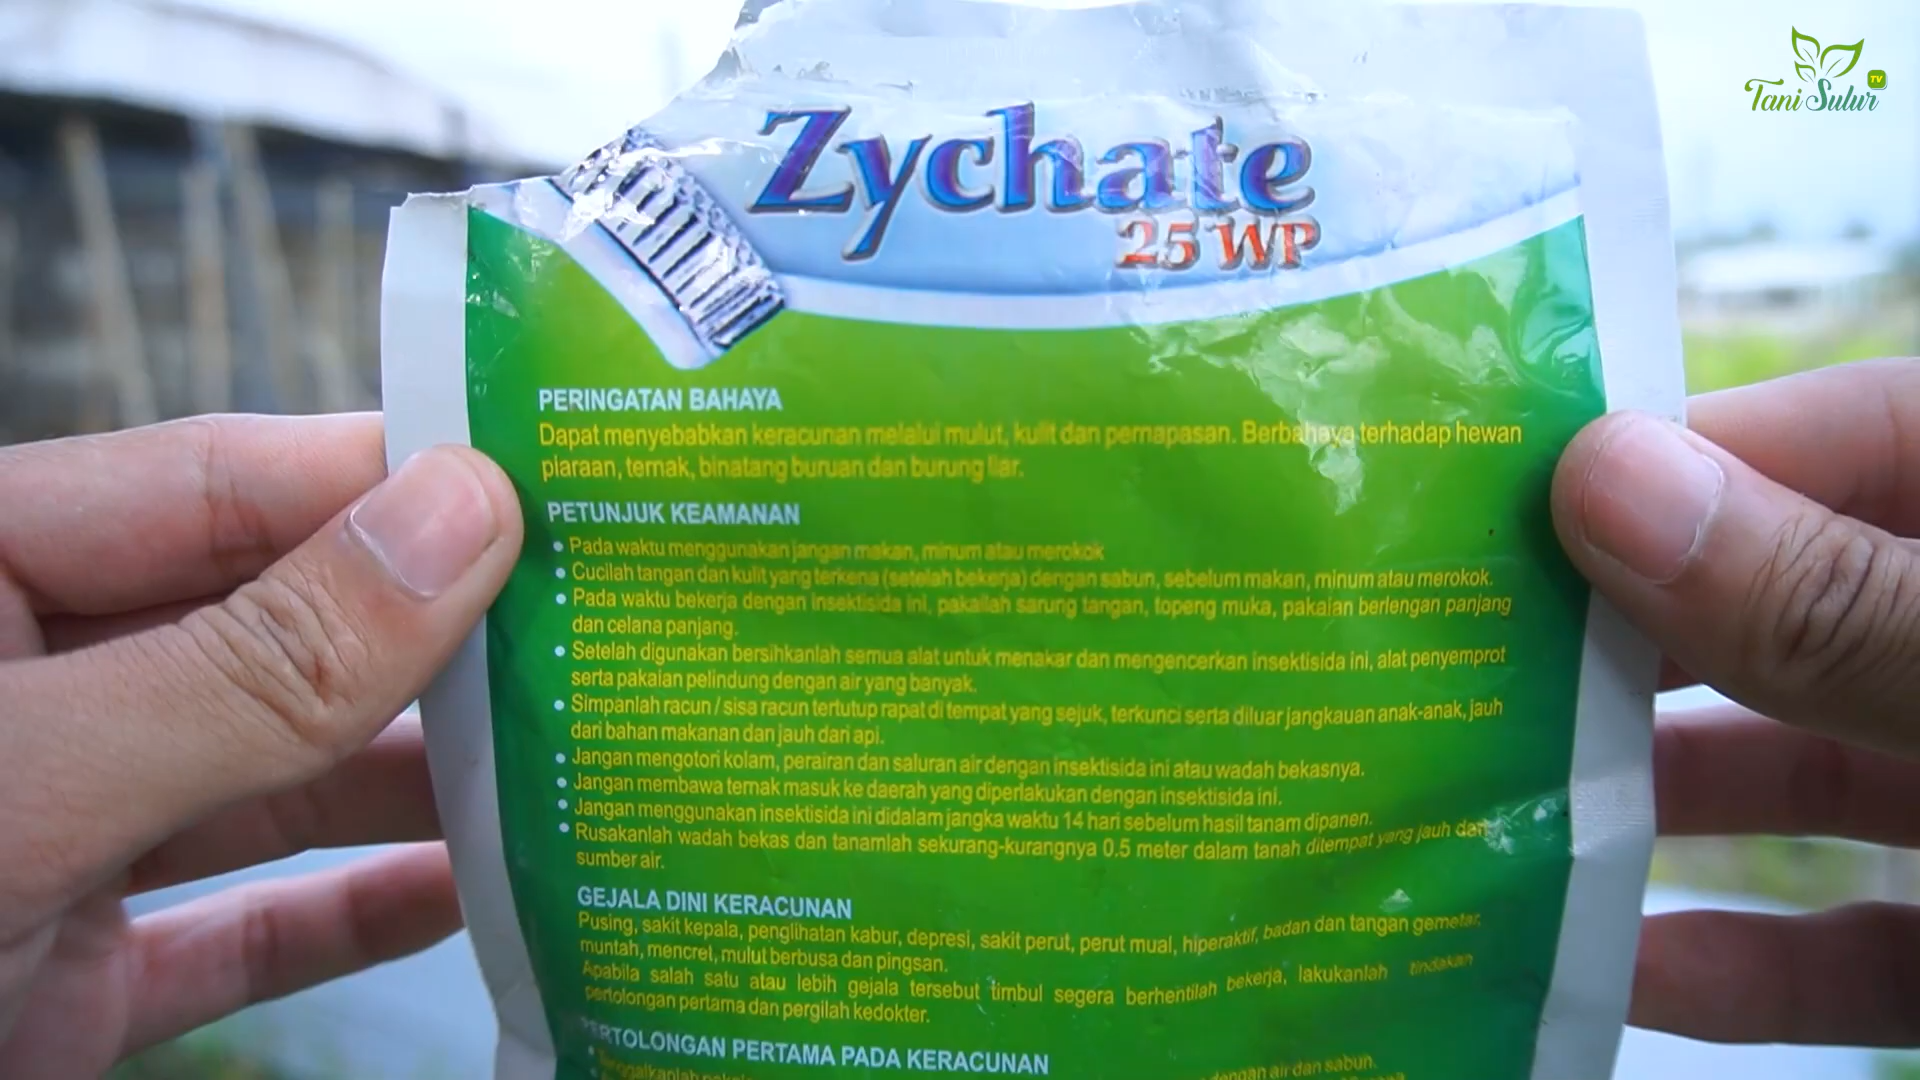 Tani Sulur TV
Zychate
25 WP
PERINGATAN BAHAYA
Dapat menyebabkan keracunan melalui mulut, kulit dan pernapasan. Berbahaya terhadap hewan
piaraan, ternak, binatang buruan dan burung liar.
PETUNJUK KEAMANAN
• Pada waktu menggunakan jangan makan, minum atau merokok
• Cucilah tangan dan kulit yang terkena (setelah bekerja) dengan sabun, sebelum makan, minum atau merokok.
• Pada waktu bekerja dengan insektisida ini, pakailah sarung tangan, topeng muka, pakaian berlengan panjang
dan celana panjang.
• Setelah digunakan bersihkanlah semua alat untuk menakar dan mengencerkan insektisida ini, alat penyemprot
serta pakaian pelindung dengan air yang banyak.
• Simpanlah racun / sisa racun tertutup rapat di tempat yang sejuk, terkunci serta diluar jangkauan anak-anak, jauh
dari bahan makanan dan jauh dari api.
• Jangan mengotori kolam, perairan dan saluran air dengan insektisida ini atau wadah bekasnya.
• Jangan membawa ternak masuk ke daerah yang diperlakukan dengan insektisida ini.
• Jangan menggunakan insektisida ini didalam jangka waktu 14 hari sebelum hasil tanam dipanen.
• Rusakanlah wadah bekas dan tanamlah sekurang-kurangnya 0.5 meter dalam tanah ditempat yang jauh dari
sumber air.
GEJALA DINI KERACUNAN
Pusing, sakit kepala, penglihatan kabur, depresi, sakit perut, perut mual, hiperaktif, badan dan tangan gemetar,
muntah, mencret, mulut berbusa dan pingsan.
Apabila salah satu atau lebih gejala tersebut timbul segera berhentilah bekerja, lakukanlah tindakan
pertolongan pertama dan pergilah kedokter.
PERTOLONGAN PERTAMA PADA KERACUNAN
dengan air dan sabun.